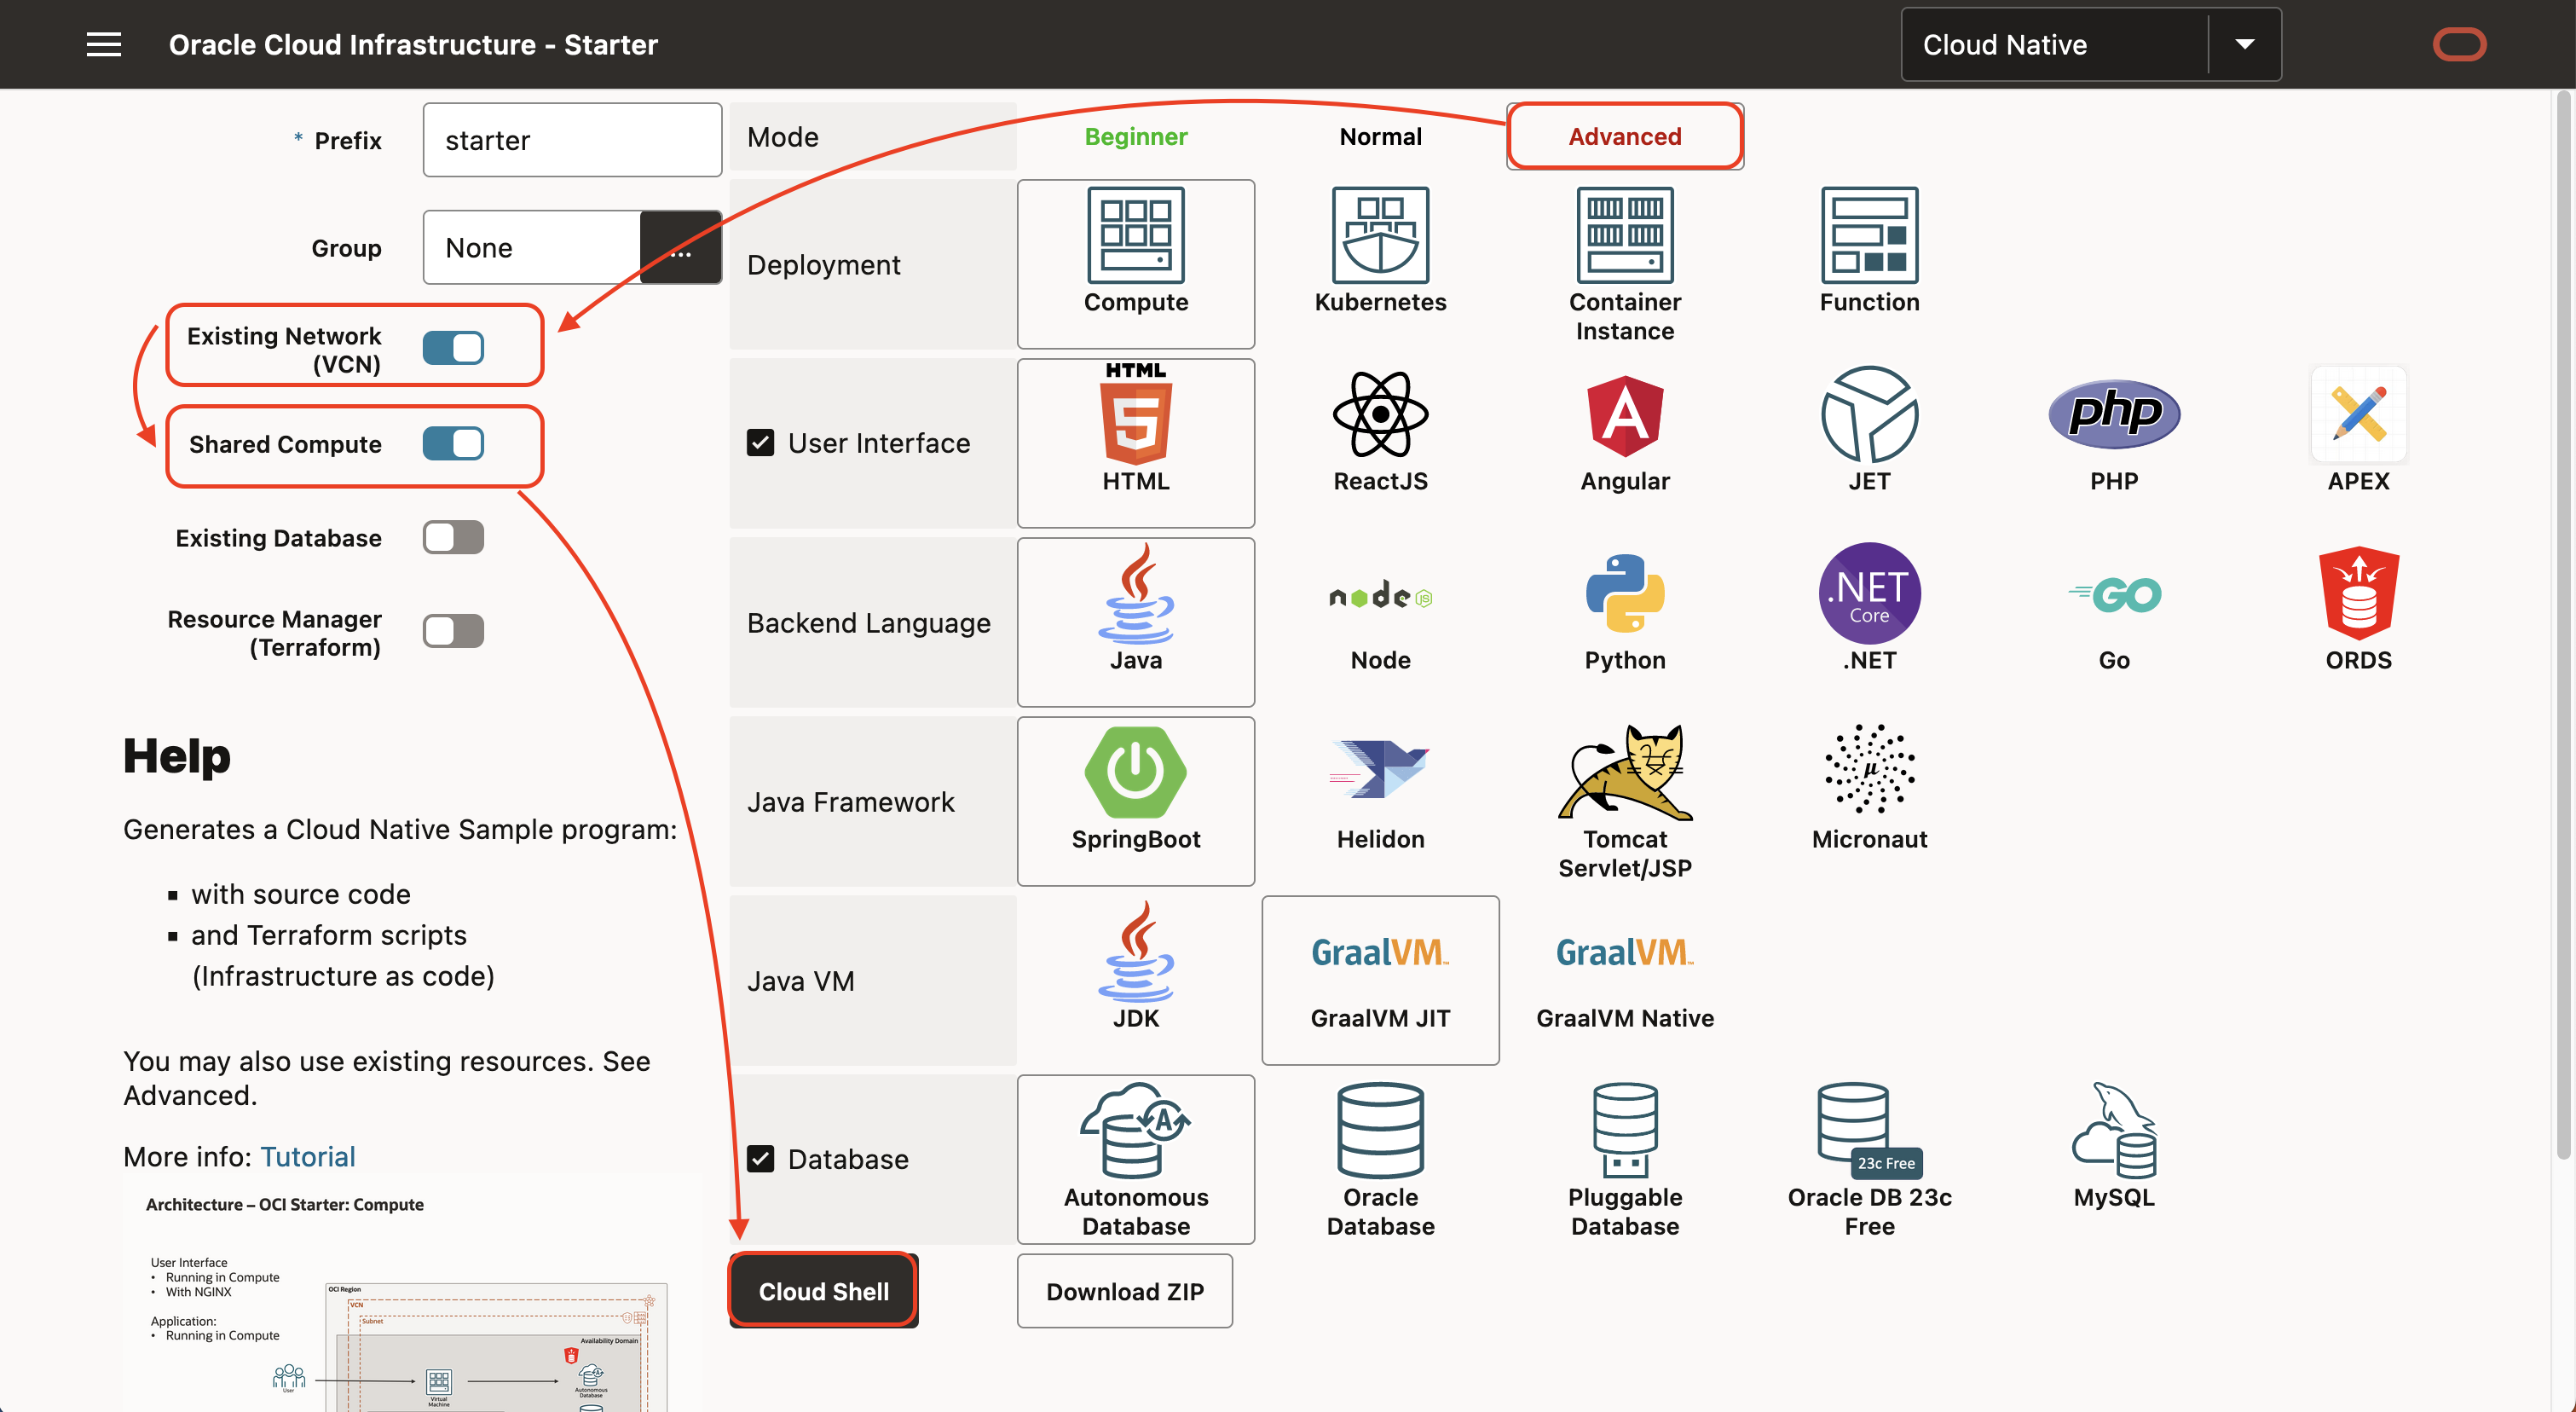 Oracle Cloud Infrastructure - Starter
Cloud Native
* Prefix
starter
Group
None
...
Existing Network
(VCN)
Shared Compute
Existing Database
Resource Manager
(Terraform)
Help
Generates a Cloud Native Sample program:
▪ with source code
▪ and Terraform scripts
(Infrastructure as code)
You may also use existing resources. See
Advanced.
More info: Tutorial
Architecture – OCI Starter: Compute
User Interface
• Running in Compute
• With NGINX
Application:
• Running in Compute
OCI Region
VCN
Subnet
Availability Domain
User
Virtual
Machine
Autonomous
Database
Mode
Beginner
Normal
Advanced
Deployment
Compute
Kubernetes
Container
Instance
Function
User Interface
HTML
5
HTML
ReactJS
A
Angular
JET
php
PHP
APEX
Backend Language
Java
node JS
Node
Python
.NET
Core
.NET
GO
Go
ORDS
Java Framework
SpringBoot
Helidon
Tomcat
Servlet/JSP
µ
Micronaut
Java VM
JDK
GraalVM™
GraalVM JIT
GraalVM™
GraalVM Native
Database
A
Autonomous
Database
Oracle
Database
Pluggable
Database
23c Free
Oracle DB 23c
Free
MySQL
Cloud Shell
Download ZIP